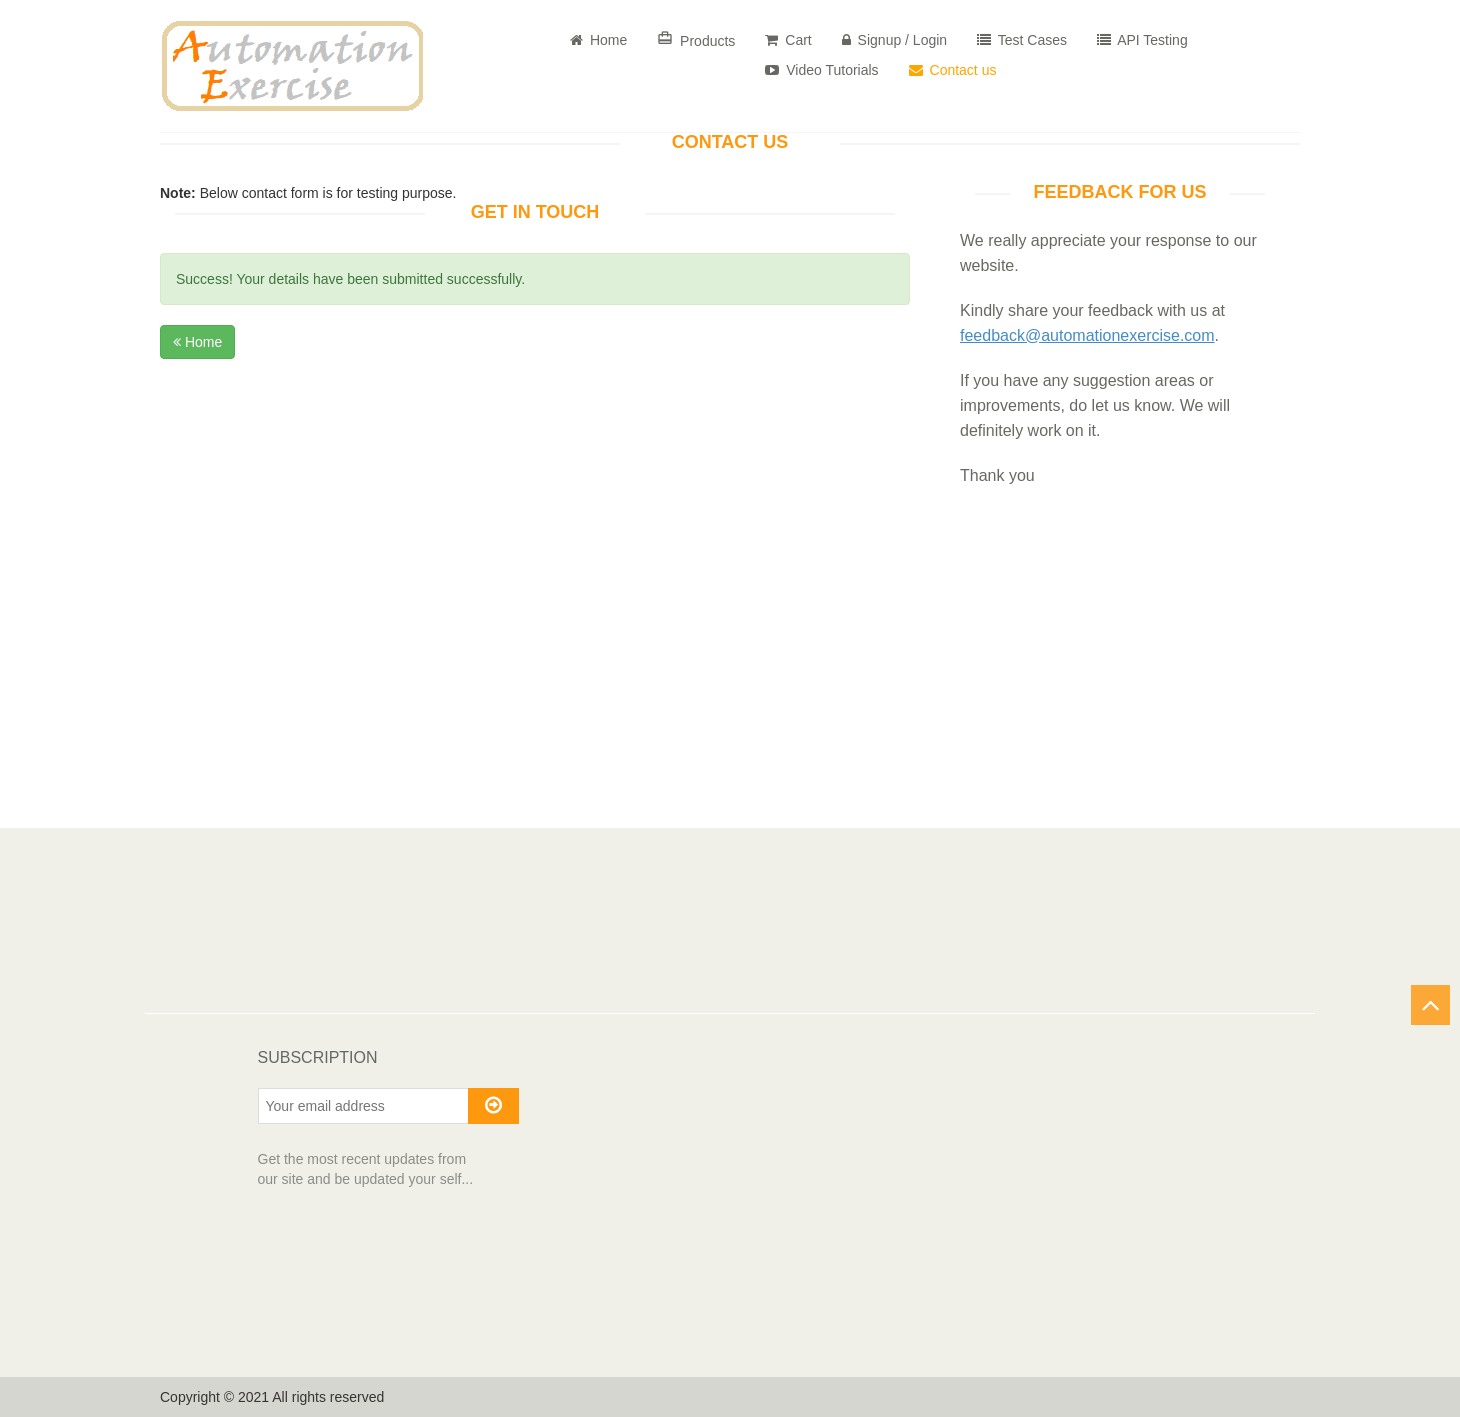 Automation
Exercise
Home
Products
Cart
Signup / Login
Test Cases
API Testing
Video Tutorials
Contact us
CONTACT US
Note: Below contact form is for testing purpose.
GET IN TOUCH
Success! Your details have been submitted successfully.
« Home
FEEDBACK FOR US
We really appreciate your response to our
website.
Kindly share your feedback with us at
feedback@automationexercise.com.
If you have any suggestion areas or
improvements, do let us know. We will
definitely work on it.
Thank you
SUBSCRIPTION
Your email address
Get the most recent updates from
our site and be updated your self...
Copyright © 2021 All rights reserved